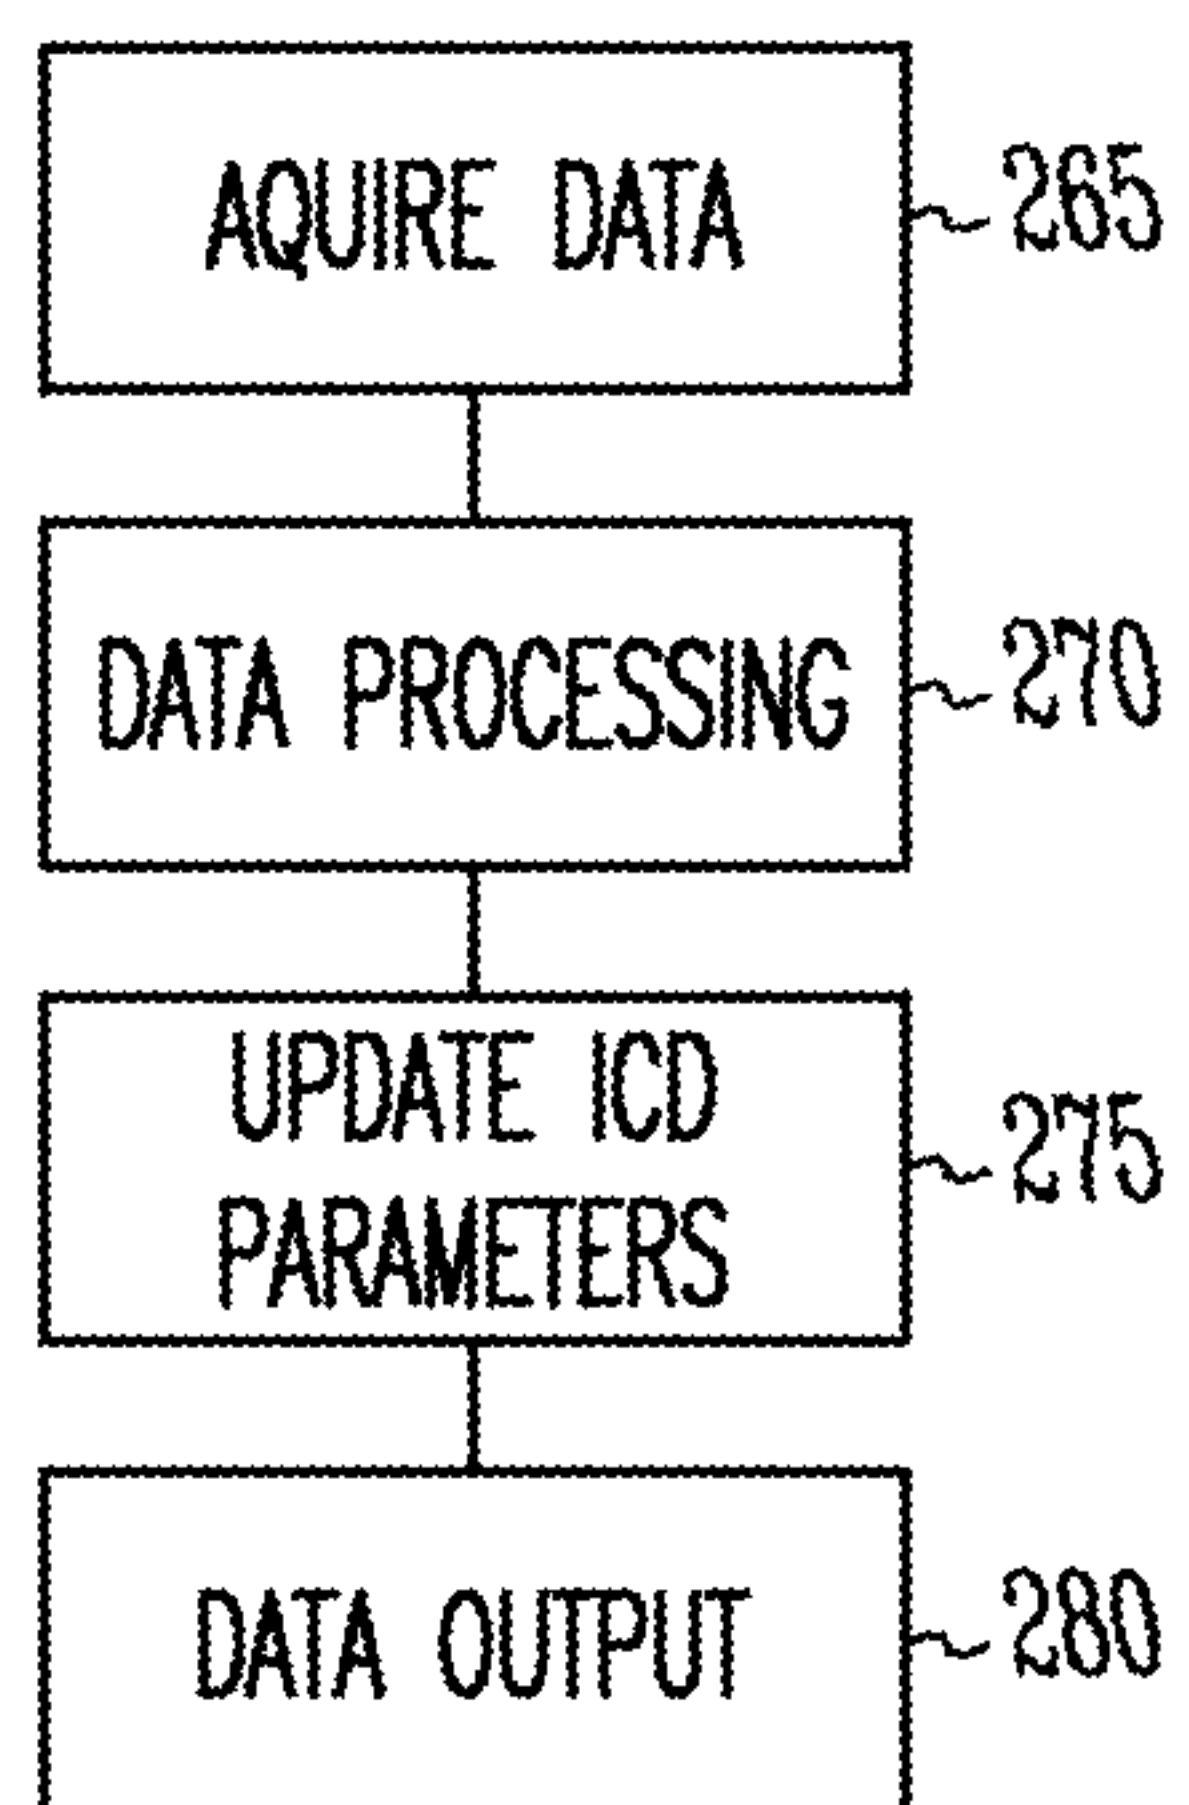 AQUIRE DATA
265
DATA PROCESSING
270
UPDATE ICD
PARAMETERS
275
DATA OUTPUT
280